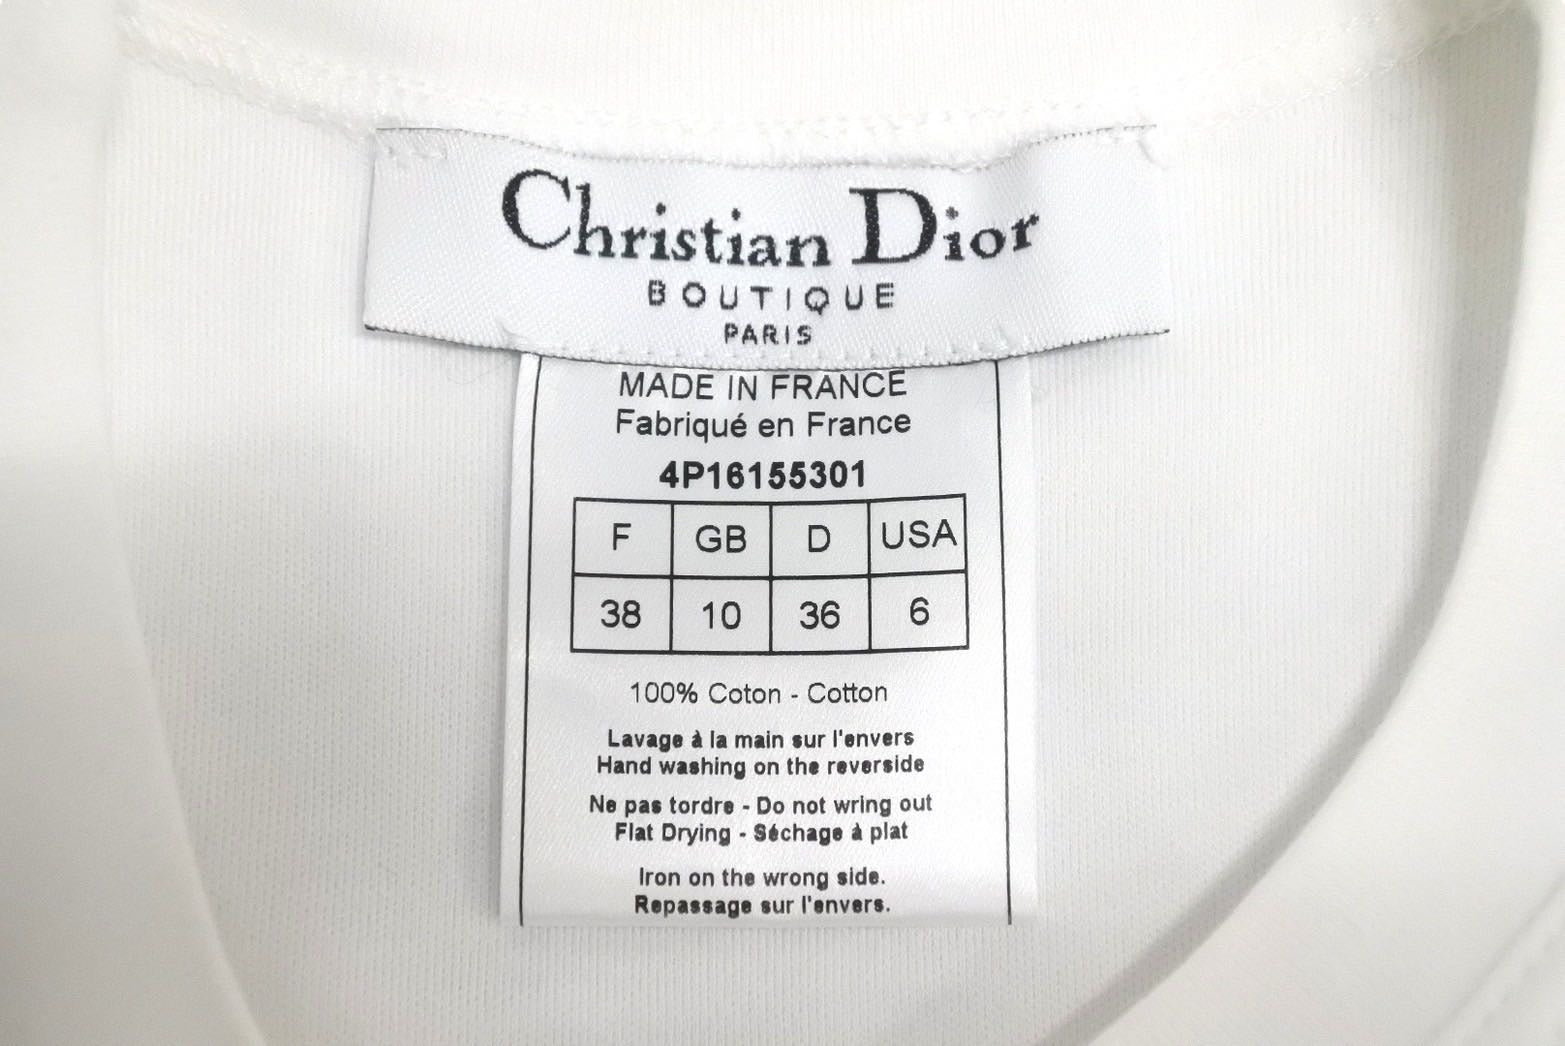 Christian Dior
BOUTIQUE
PARIS
MADE IN FRANCE
Fabriqué en France
4P16155301
F GB D USA
38 10 36 6
100% Coton - Cotton
Lavage à la main sur l'envers
Hand washing on the reverside
Ne pas tordre - Do not wring out
Flat Drying - Séchage à plat
Iron on the wrong side.
Repassage sur l'envers.